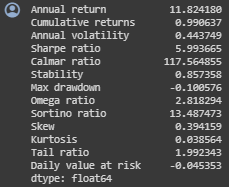 Annual return 11.824180
Cumulative returns 0.990637
Annual volatility 0.443749
Sharpe ratio 5.993665
Calmar ratio 117.564855
Stability 0.857358
Max drawdown -0.100576
Omega ratio 2.818294
Sortino ratio 13.487473
Skew 0.394159
Kurtosis 0.038564
Tail ratio 1.992343
Daily value at risk -0.045353
dtype: float64